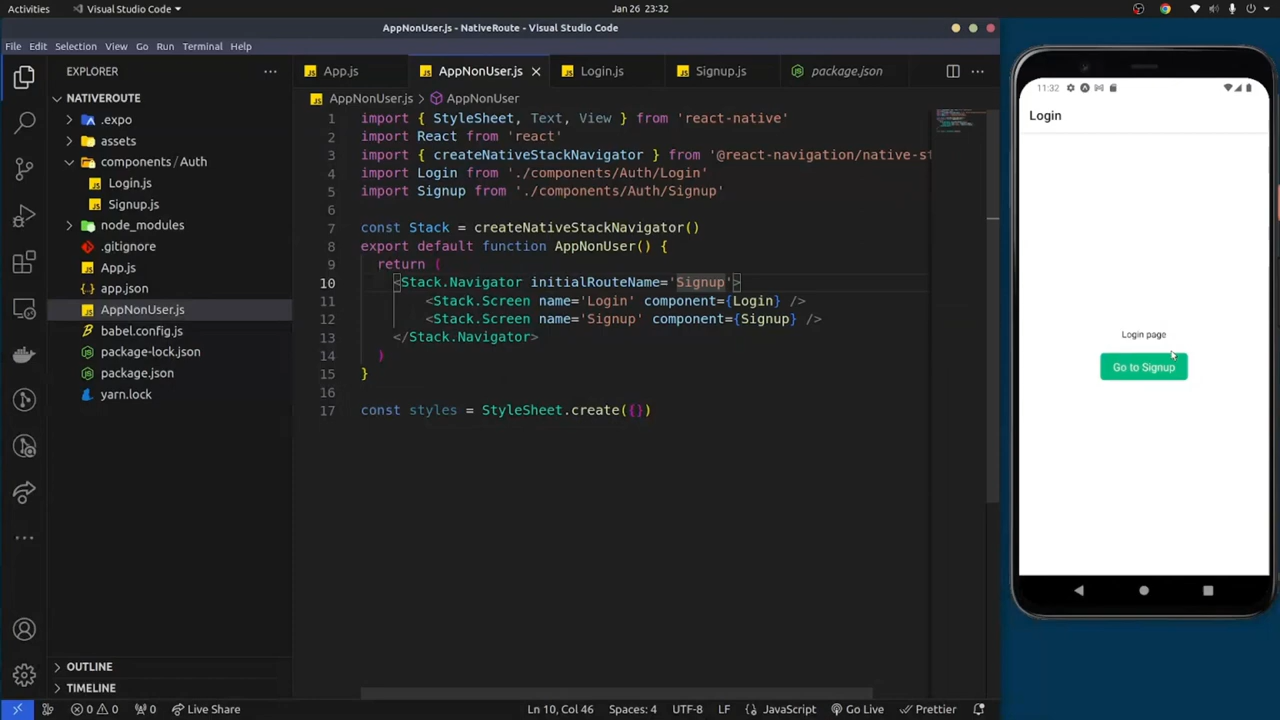 Activities
Visual Studio Code
Jan 26 23:32
AppNonUser.js - NativeRoute - Visual Studio Code
File Edit Selection View Go Run Terminal Help
EXPLORER
NATIVEROUTE
.expo
assets
components/Auth
Login.js
Signup.js
node_modules
.gitignore
App.js
app.json
AppNonUser.js
babel.config.js
package-lock.json
package.json
yarn.lock
OUTLINE
TIMELINE
App.js AppNonUser.js Login.js Signup.js package.json
AppNonUser.js > AppNonUser
1 import { StyleSheet, Text, View } from 'react-native'
2 import React from 'react'
3 import { createNativeStackNavigator } from '@react-navigation/native-st
4 import Login from './components/Auth/Login'
5 import Signup from './components/Auth/Signup'
6
7 const Stack = createNativeStackNavigator()
8 export default function AppNonUser() {
9 return (
10 <Stack.Navigator initialRouteName='Signup'>
11 <Stack.Screen name='Login' component={Login} />
12 <Stack.Screen name='Signup' component={Signup} />
13 </Stack.Navigator>
14 )
15 }
16
17 const styles = StyleSheet.create({})
11:32
Login
Login page
Go to Signup
0 0 0 Live Share Ln 10, Col 46 Spaces: 4 UTF-8 LF JavaScript Go Live Prettier